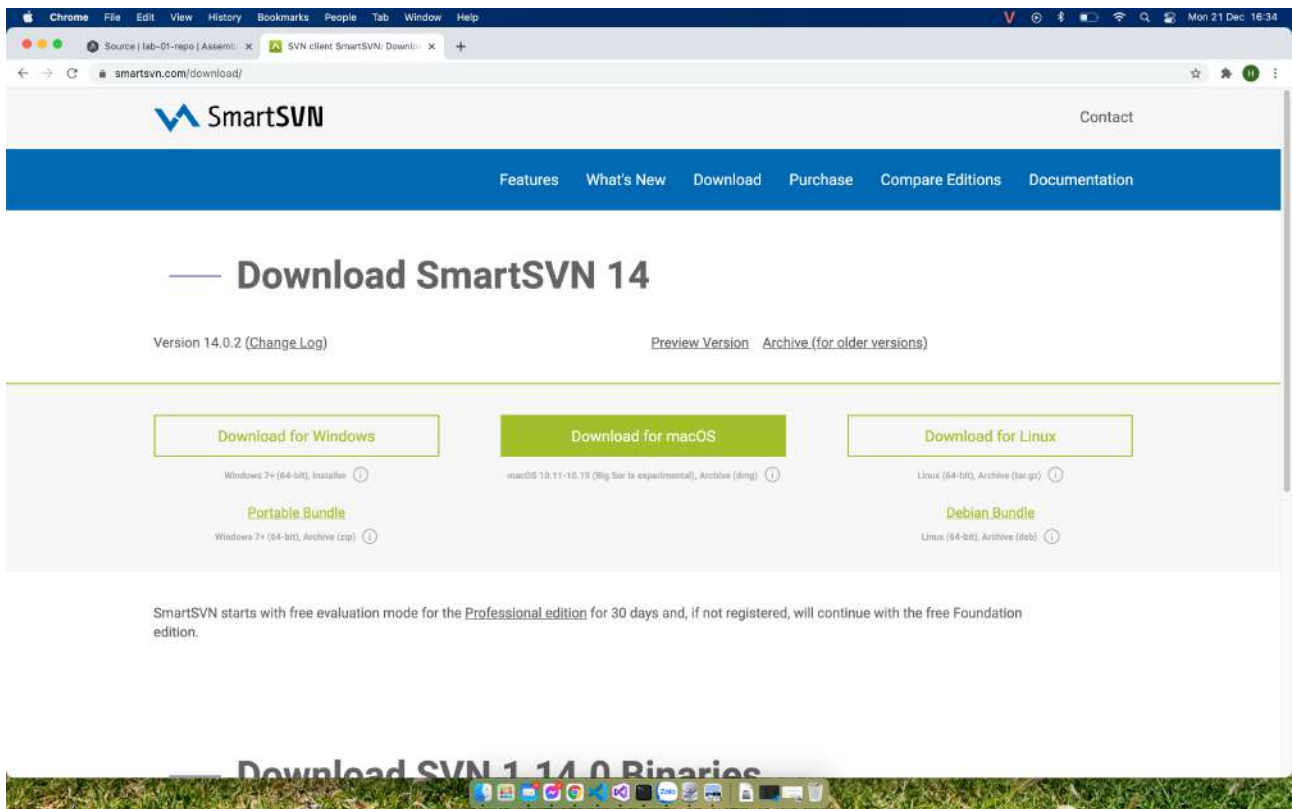 Chrome File Edit View History Bookmarks People Tab Window Help Mon 21 Dec 16:34
Source | lab-01-repo | Assemb SVN client SmartSVN: Downlo
smartsvn.com/download/ H
SmartSVN Contact
Features What's New Download Purchase Compare Editions Documentation
Download SmartSVN 14
Version 14.0.2 (Change Log) Preview Version Archive (for older versions)
Download for Windows Download for macOS Download for Linux
Windows 7+ (64-bit), Installer macOS 10.11-10.15 (Big Sur is experimental), Archive (dmg) Linux (64-bit), Archive (tar.gz)
Portable Bundle Debian Bundle
Windows 7+ (64-bit), Archive (zip) Linux (64-bit), Archive (deb)
SmartSVN starts with free evaluation mode for the Professional edition for 30 days and, if not registered, will continue with the free Foundation
edition.
Download SVN 1.14.0 Binaries
Zalo